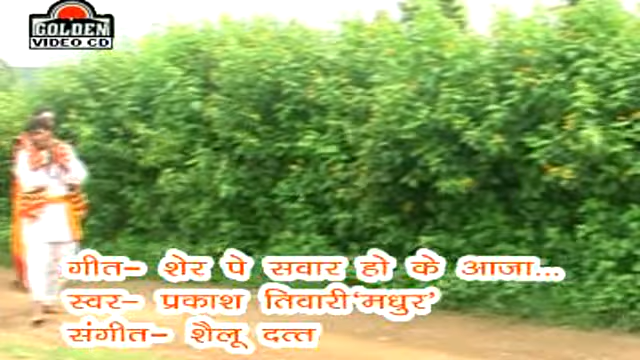 GOLDEN
VIDEO CD
गीत- शेर पे सवार हो के आजा...
स्वर- प्रकाश तिवारी 'मधुर'
संगीत- शैलू दत्त